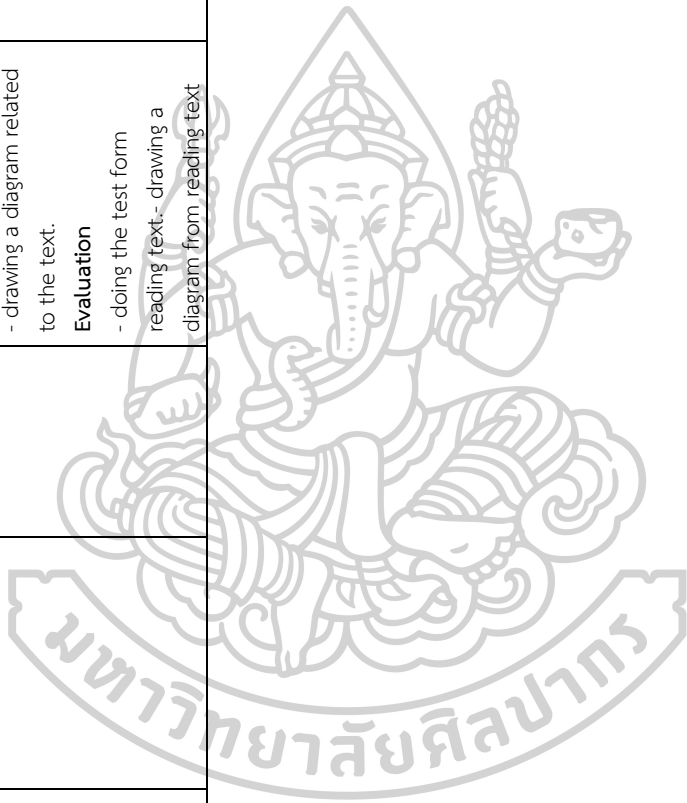 - drawing a diagram related
to the text.
Evaluation
- doing the test form
reading text.- drawing a
diagram from reading text
มหาวิทยาลัยศิลปากร